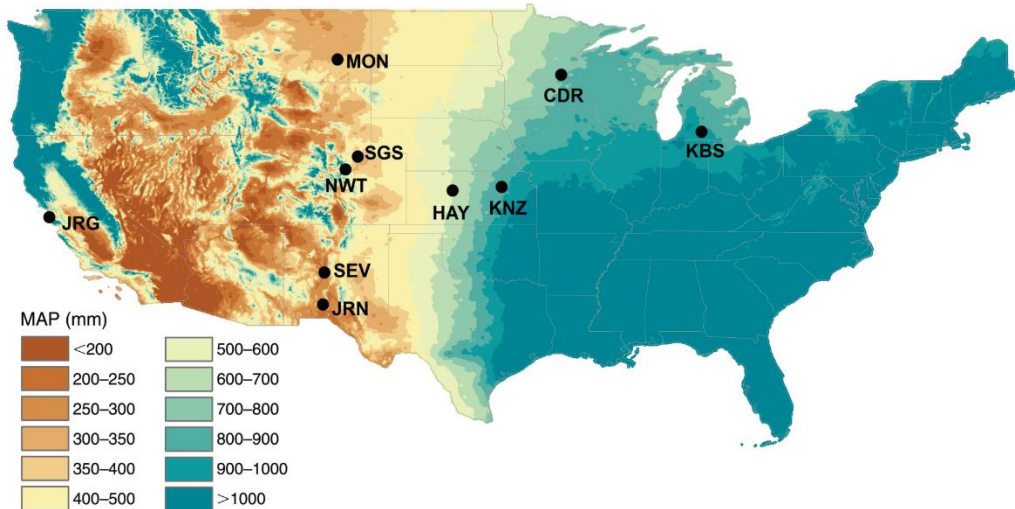 MON
CDR
KBS
SGS
NWT
HAY
KNZ
JRG
SEV
JRN
MAP (mm)
<200
200–250
250–300
300–350
350–400
400–500
500–600
600–700
700–800
800–900
900–1000
>1000